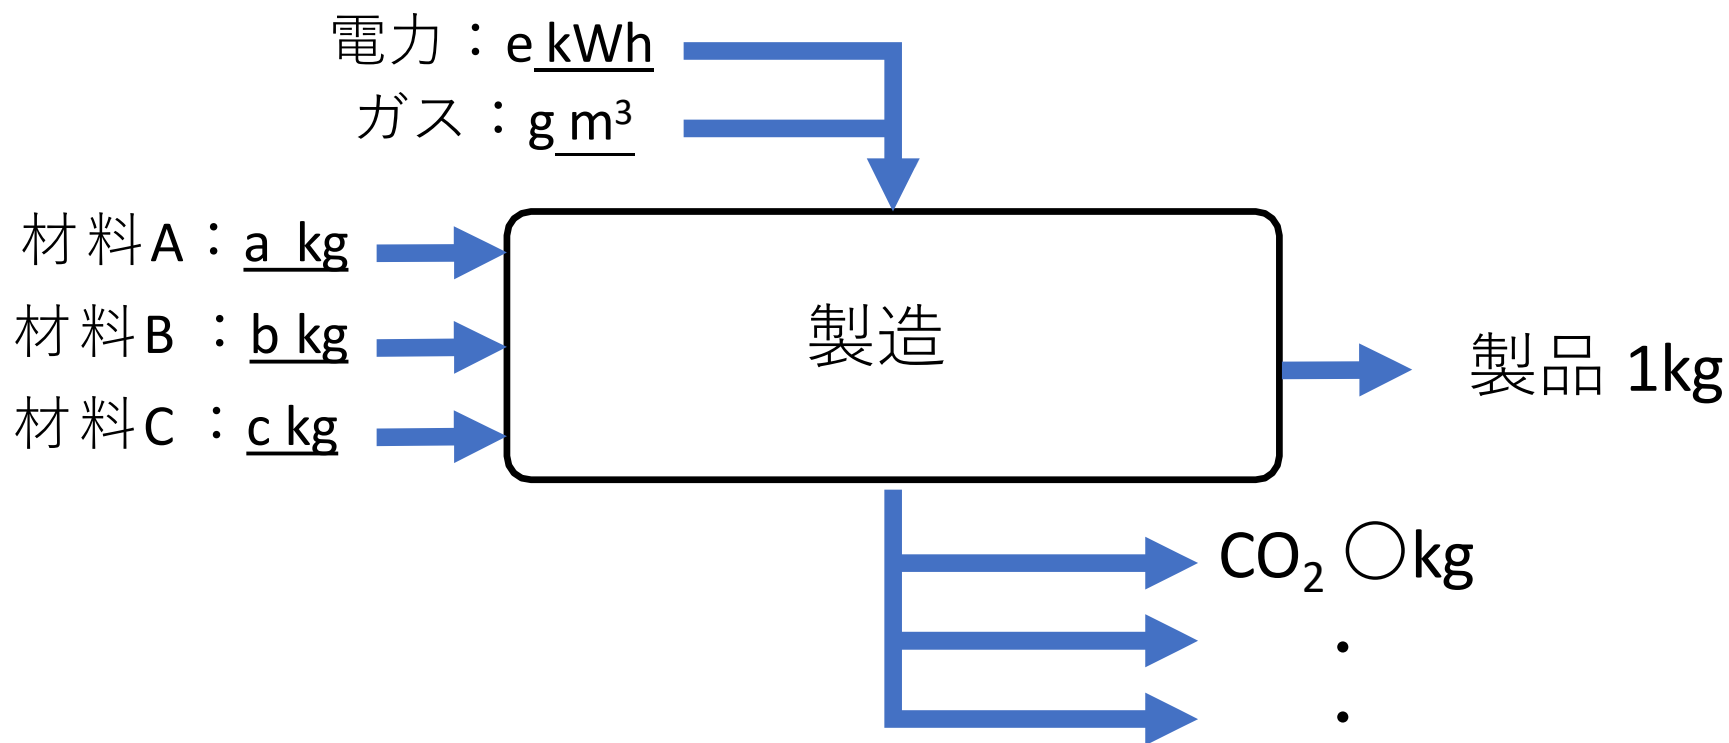 電力：e kWh
ガス：g m³
材料A：a kg
材料B：b kg
材料C：c kg
製造
製品 1kg
CO₂ ○kg
・
・